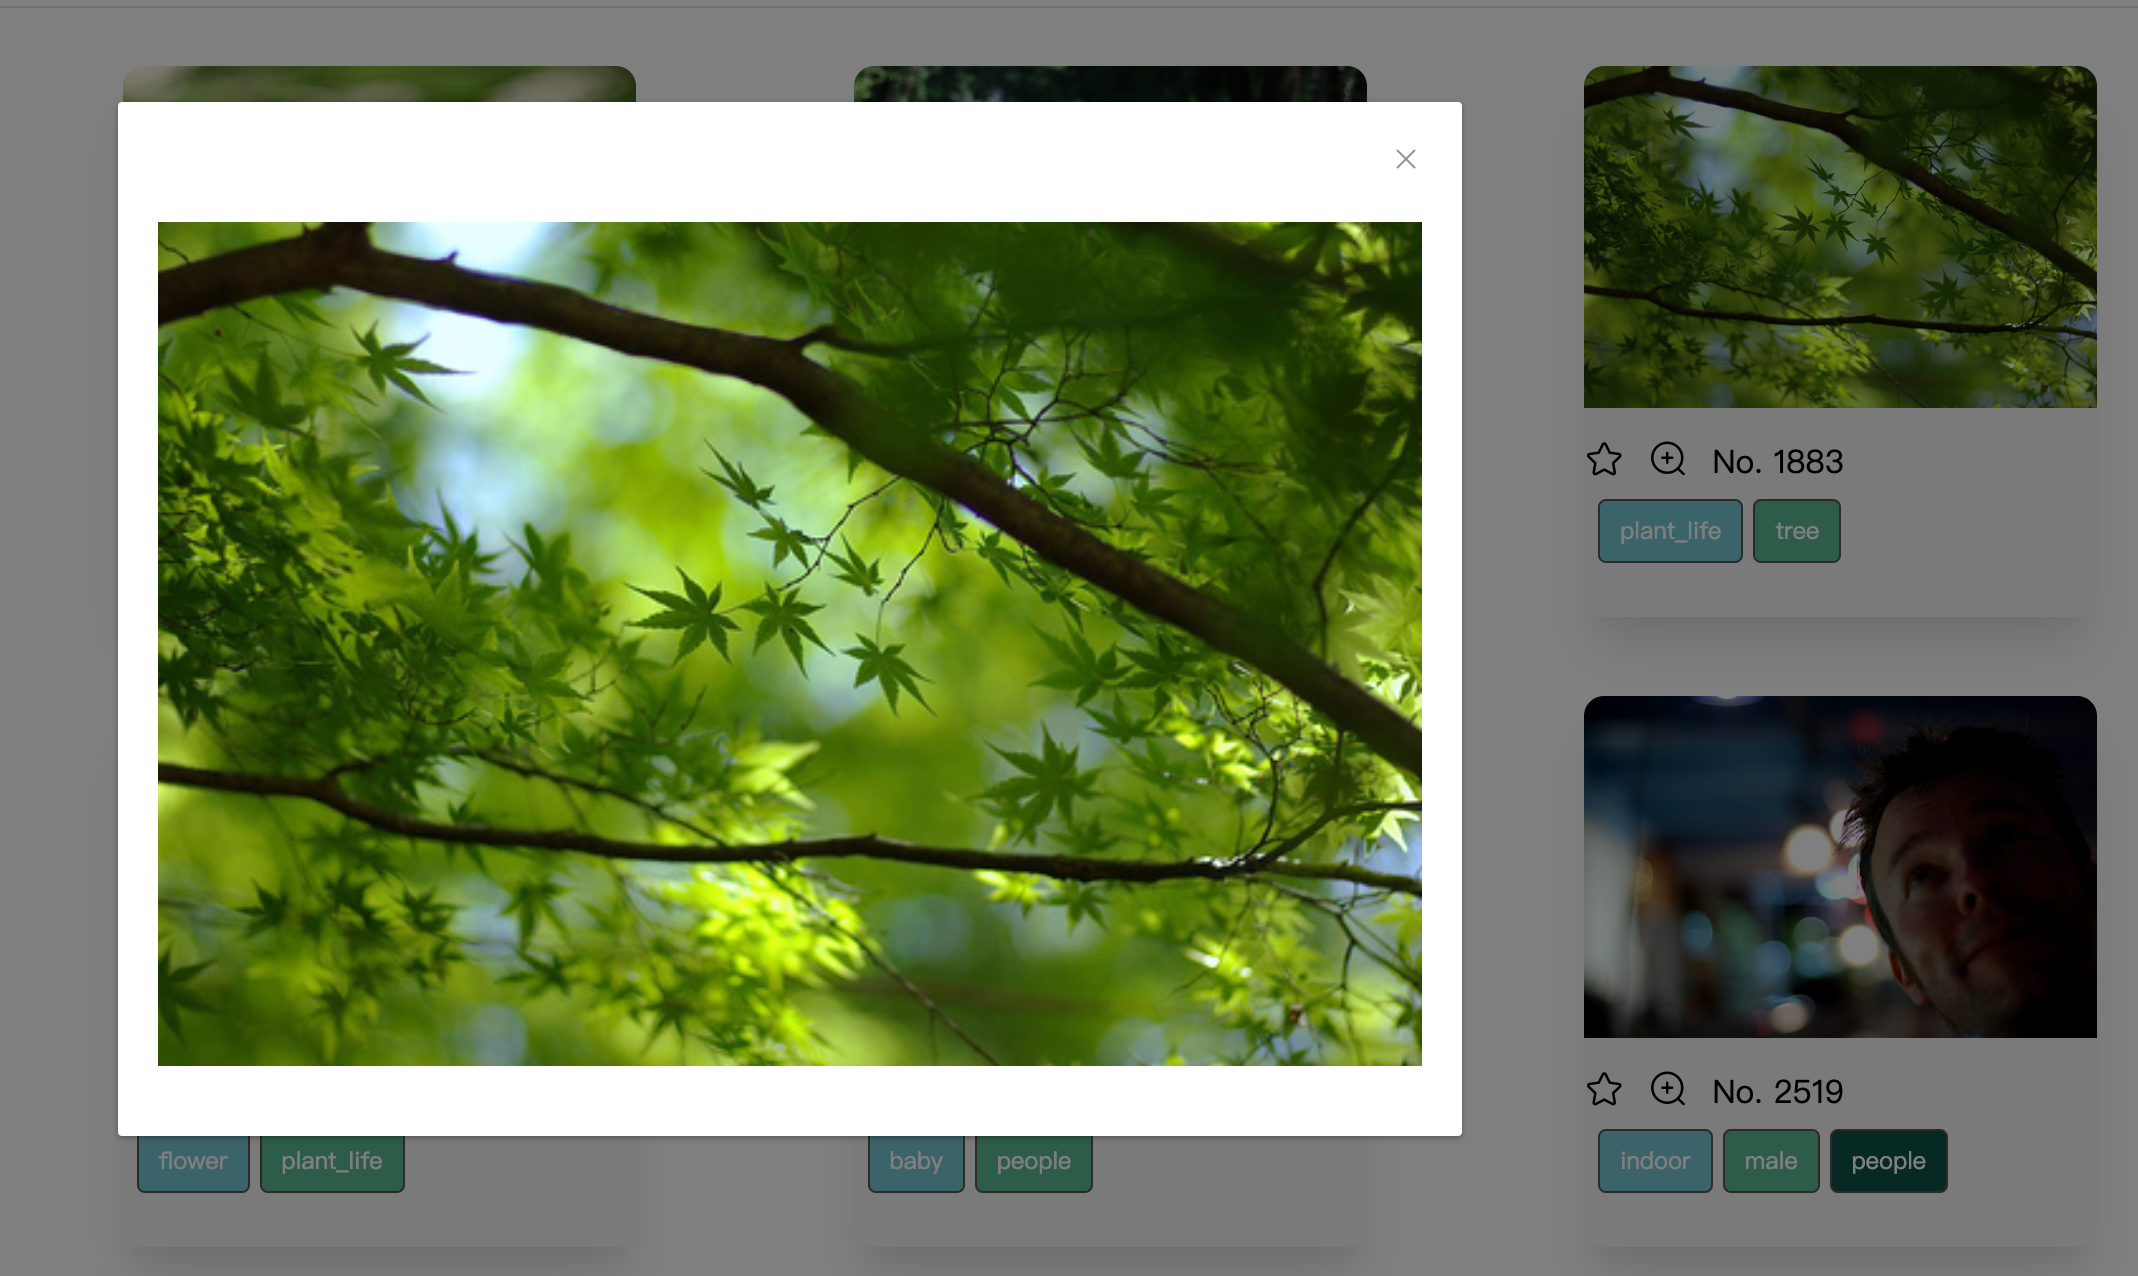 No. 1883
plant_life tree
No. 2519
flower plant_life
baby people
indoor male people